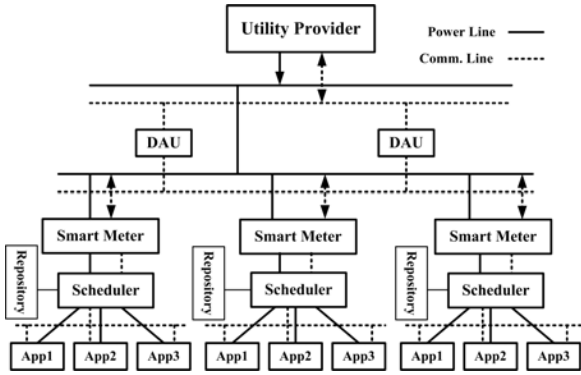 Utility Provider
Power Line
Comm. Line
DAU DAU
Smart Meter Smart Meter Smart Meter
Repository Scheduler Repository Scheduler Repository Scheduler
App1 App2 App3 App1 App2 App3 App1 App2 App3